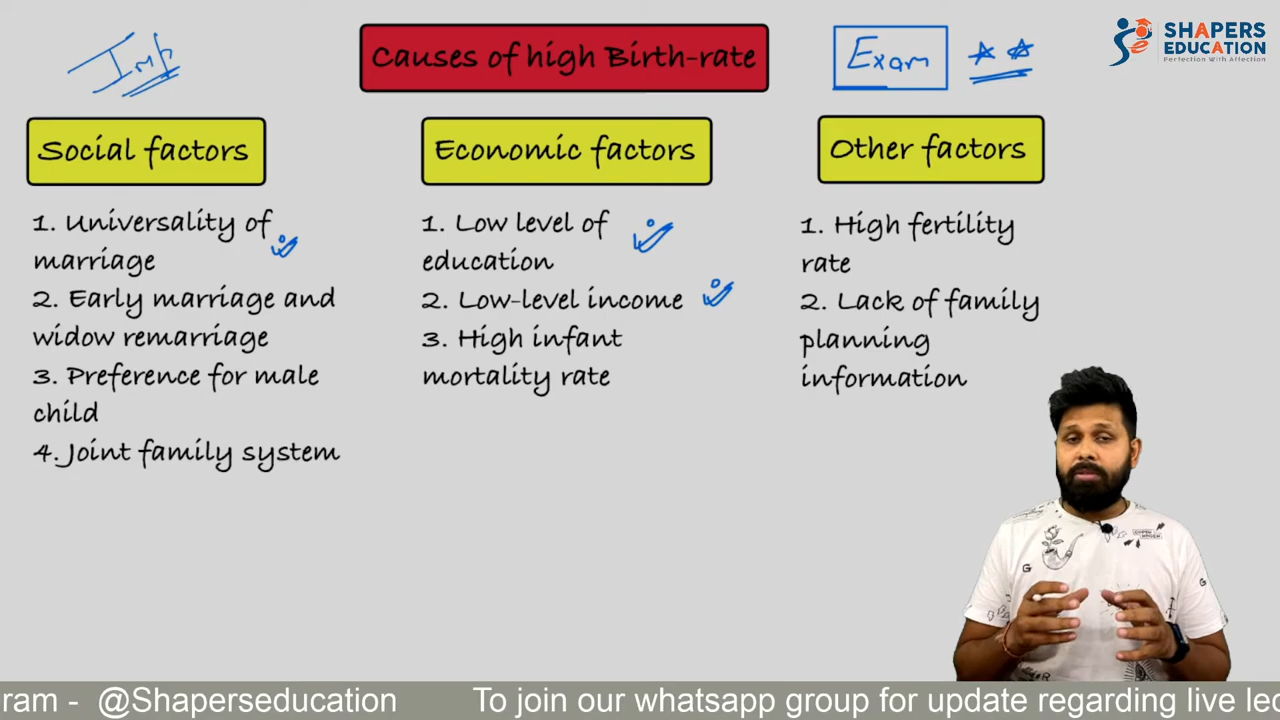 Imp
Causes of high Birth-rate
Exam
SHAPERS
EDUCATION
Perfection With Affection
Social factors
1. Universality of
marriage
2. Early marriage and
widow remarriage
3. Preference for male
child
4. Joint family system
Economic factors
1. Low level of
education
2. Low-level income
3. High infant
mortality rate
Other factors
1. High fertility
rate
2. Lack of family
planning
information
G
G
ram - @Shaperseducation
To join our whatsapp group for update regarding live lec